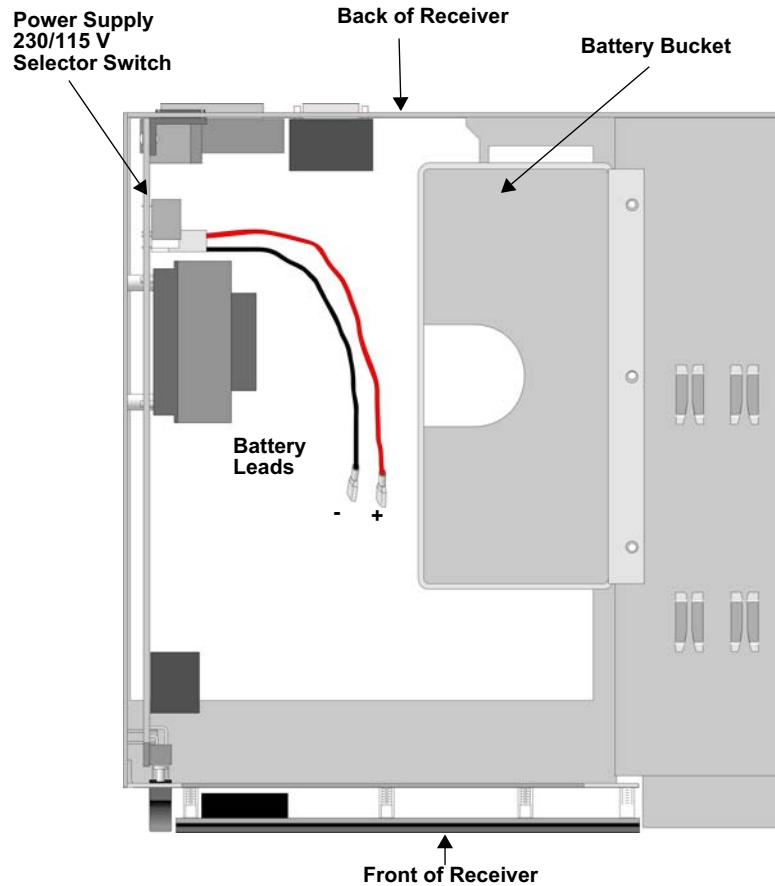 Power Supply
230/115 V
Selector Switch
Back of Receiver
Battery Bucket
Battery
Leads
- +
Front of Receiver